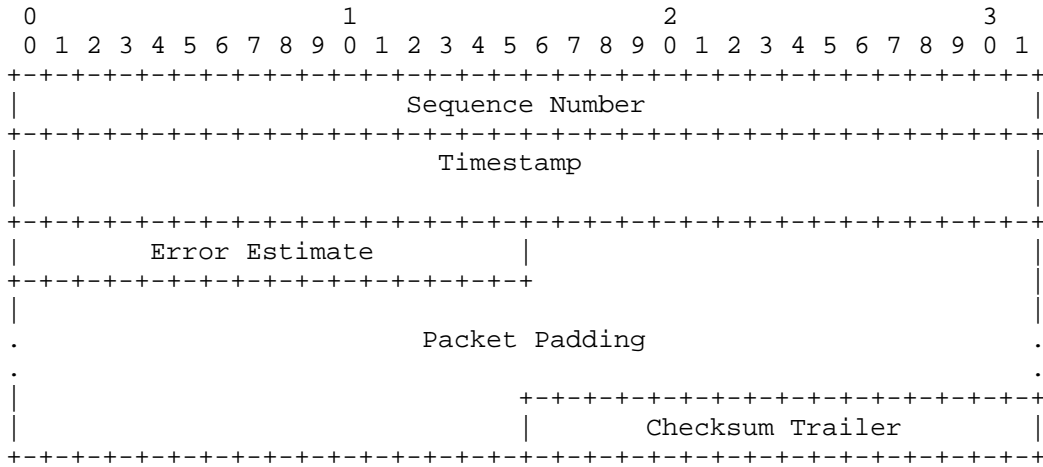 0                   1                   2                   3
 0 1 2 3 4 5 6 7 8 9 0 1 2 3 4 5 6 7 8 9 0 1 2 3 4 5 6 7 8 9 0 1
+-+-+-+-+-+-+-+-+-+-+-+-+-+-+-+-+-+-+-+-+-+-+-+-+-+-+-+-+-+-+-+-+
|                        Sequence Number                        |
+-+-+-+-+-+-+-+-+-+-+-+-+-+-+-+-+-+-+-+-+-+-+-+-+-+-+-+-+-+-+-+-+
|                          Timestamp                            |
|                                                               |
+-+-+-+-+-+-+-+-+-+-+-+-+-+-+-+-+-+-+-+-+-+-+-+-+-+-+-+-+-+-+-+-+
|        Error Estimate         |                               |
+-+-+-+-+-+-+-+-+-+-+-+-+-+-+-+-+                               |
|                                                               |
.                         Packet Padding                        .
.                                                               .
|                               +-+-+-+-+-+-+-+-+-+-+-+-+-+-+-+-+
|                               |       Checksum Trailer        |
+-+-+-+-+-+-+-+-+-+-+-+-+-+-+-+-+-+-+-+-+-+-+-+-+-+-+-+-+-+-+-+-+